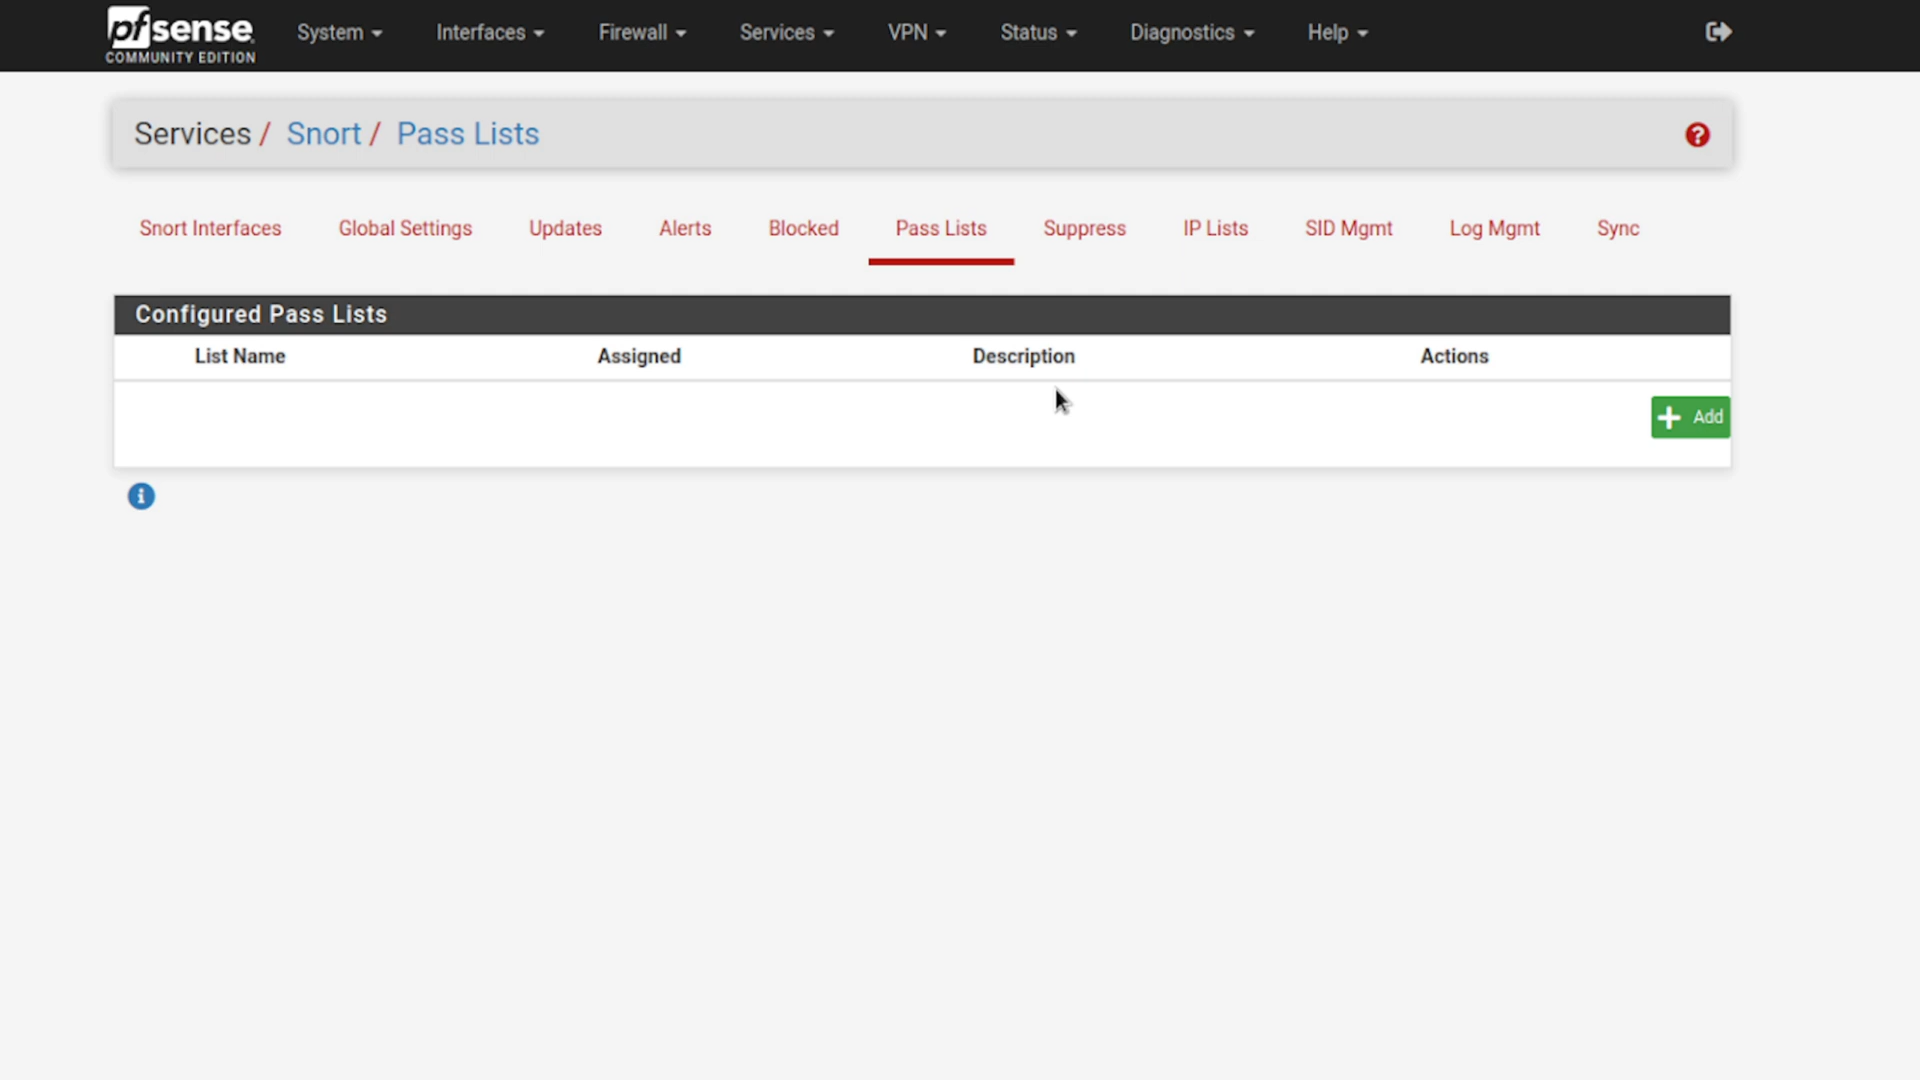 pfsense
COMMUNITY EDITION
System Interfaces Firewall Services VPN Status Diagnostics Help
Services / Snort / Pass Lists
Snort Interfaces Global Settings Updates Alerts Blocked Pass Lists Suppress IP Lists SID Mgmt Log Mgmt Sync
Configured Pass Lists
List Name Assigned Description Actions
Add